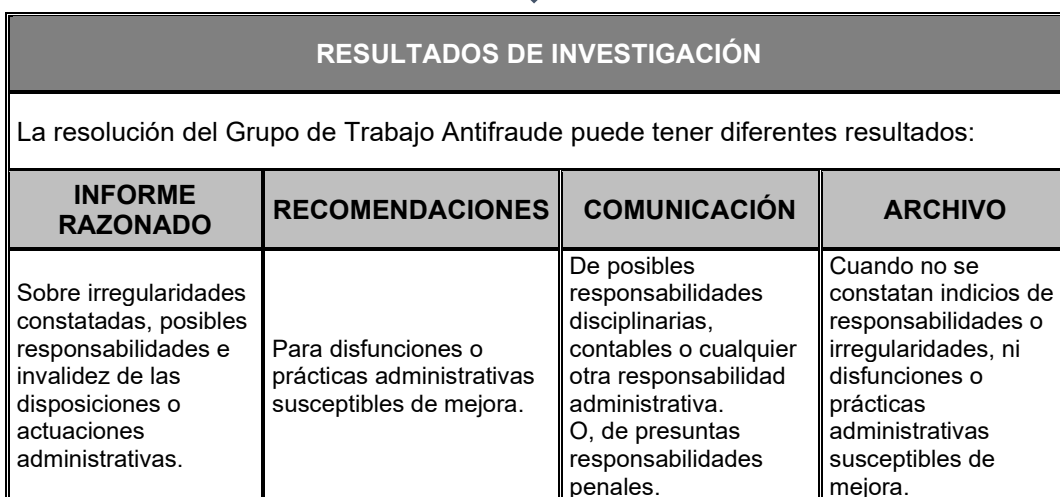 RESULTADOS DE INVESTIGACIÓN
La resolución del Grupo de Trabajo Antifraude puede tener diferentes resultados:
INFORME
RAZONADO
RECOMENDACIONES
COMUNICACIÓN
ARCHIVO
Sobre irregularidades
constatadas, posibles
responsabilidades e
invalidez de las
disposiciones o
actuaciones
administrativas.
Para disfunciones o
prácticas administrativas
susceptibles de mejora.
De posibles
responsabilidades
disciplinarias,
contables o cualquier
otra responsabilidad
administrativa.
O, de presuntas
responsabilidades
penales.
Cuando no se
constatan indicios de
responsabilidades o
irregularidades, ni
disfunciones o
prácticas
administrativas
susceptibles de
mejora.